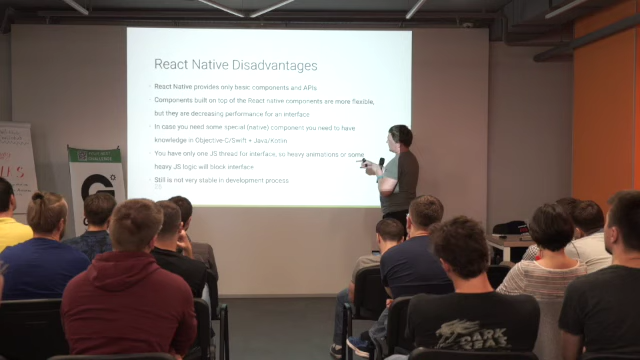 React Native Disadvantages
React Native provides only basic components and APIs.
Components built on top of the React native components are more flexible,
but they are decreasing performance for an interface
In case you need some special (native) component you need to have
knowledge in Objective-C/Swift + Java/Kotlin
You have only one JS thread for interface, so heavy animations or some
heavy JS logic will block interface
Still is not very stable in development process
CHALLENGE
G
DARK
SEAS